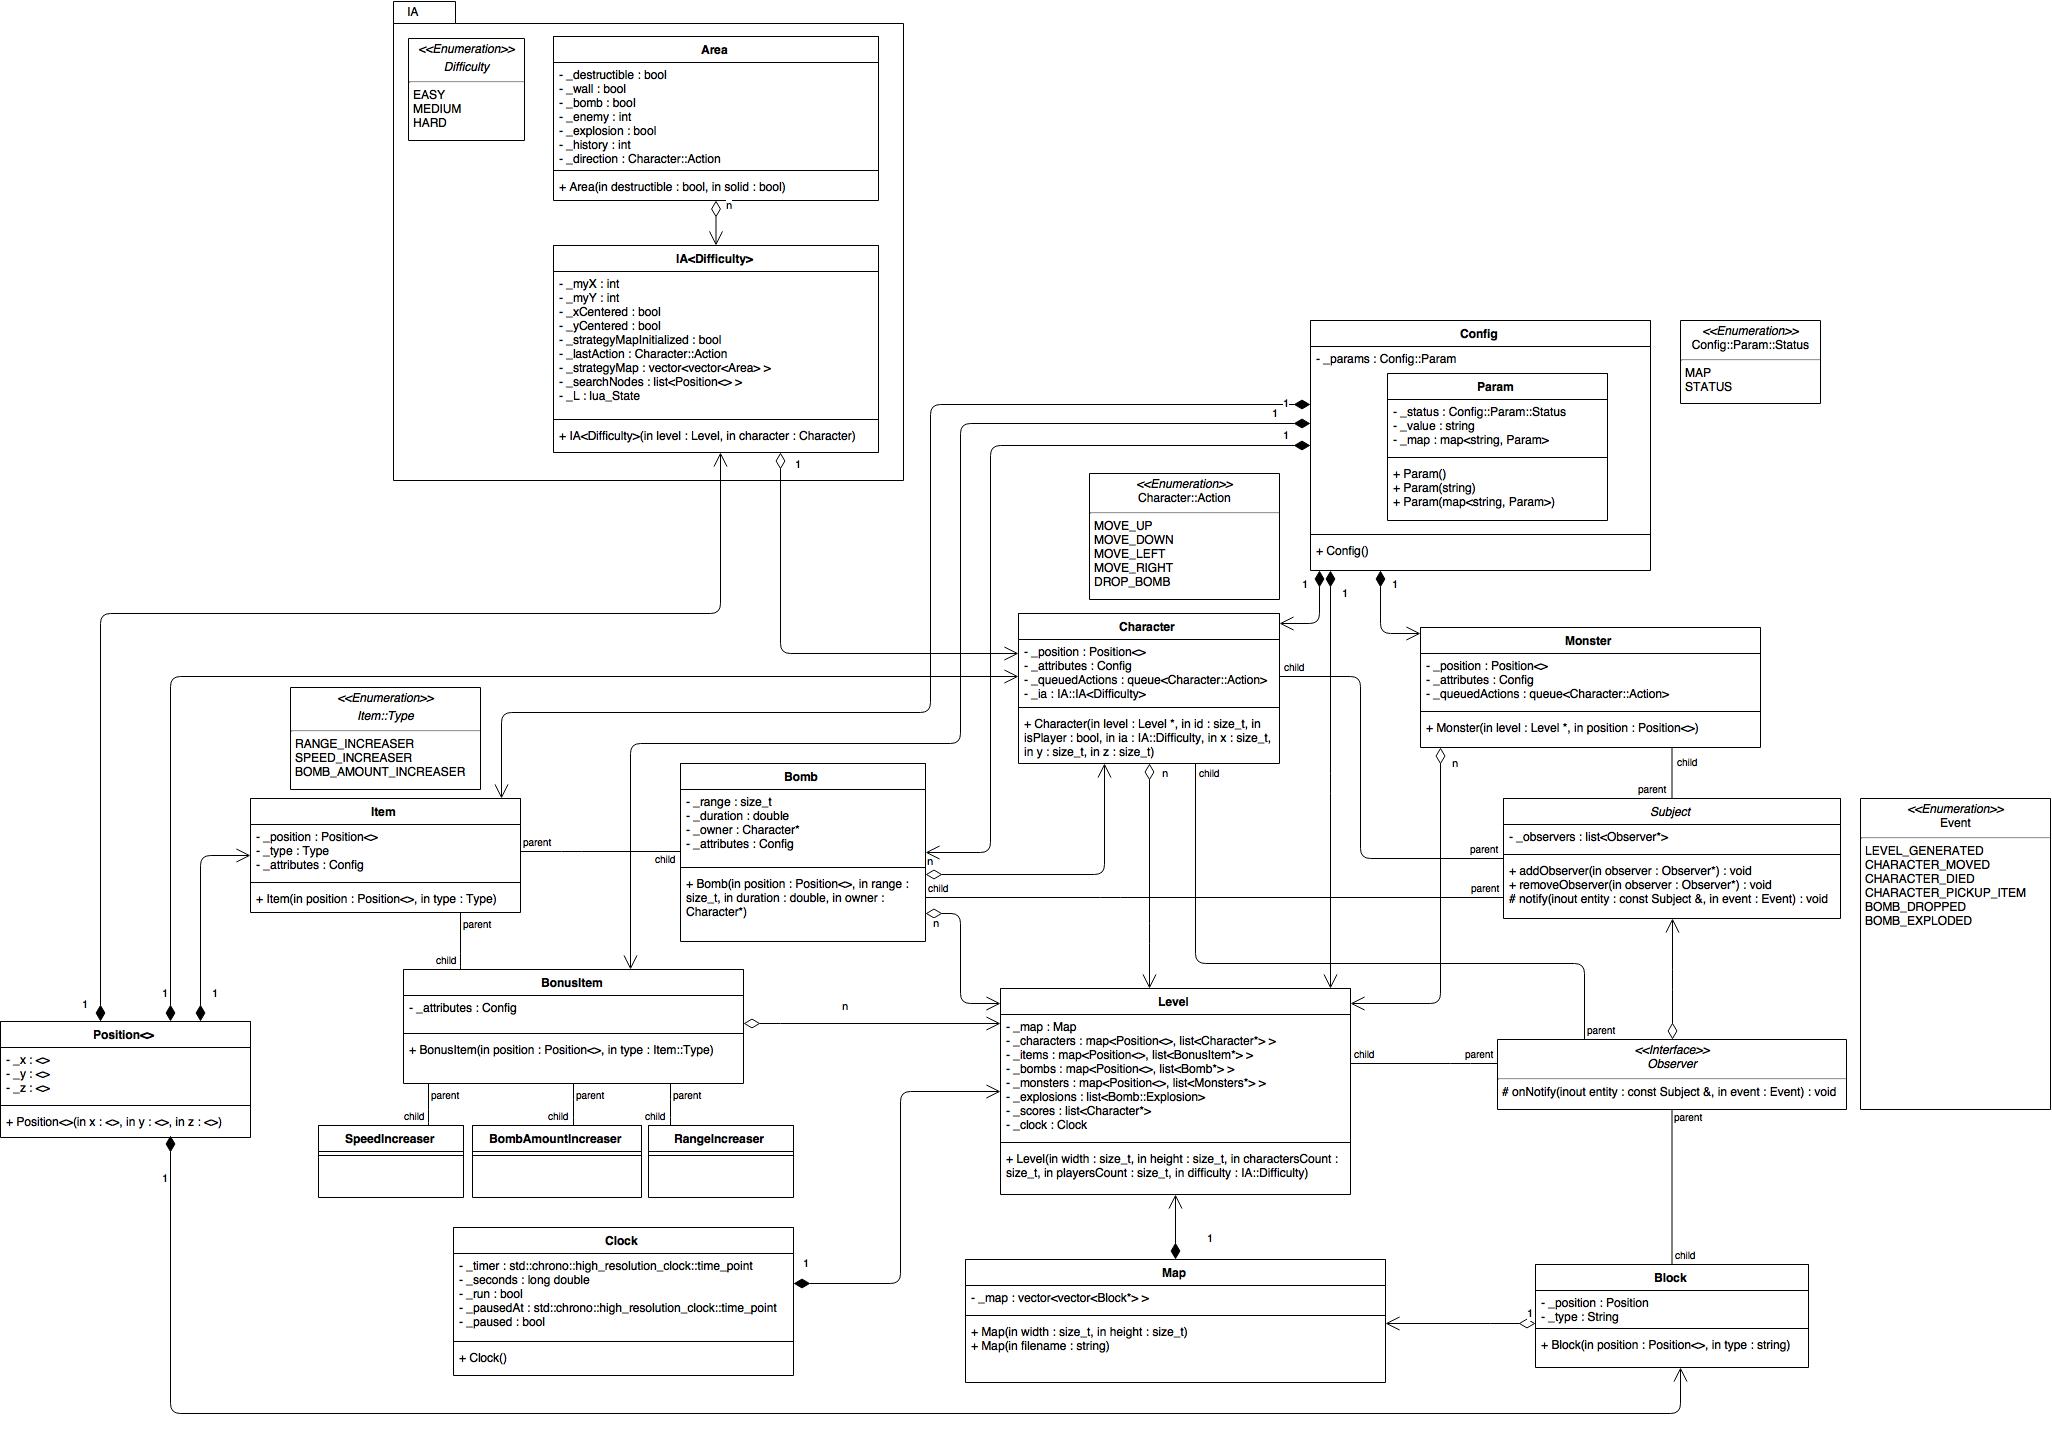 IA
<<Enumeration>>
Difficulty
EASY
MEDIUM
HARD
Area
- _destructible : bool
- _wall : bool
- _bomb : bool
- _enemy : int
- _explosion : bool
- _history : int
- _direction : Character::Action
+ Area(in destructible : bool, in solid : bool)
n
IA<Difficulty>
- _myX : int
- _myY : int
- _xCentered : bool
- _yCentered : bool
- _strategyMapInitialized : bool
- _lastAction : Character::Action
- _strategyMap : vector<vector<Area> >
- _searchNodes : list<Position<> >
- _L : lua_State
+ IA<Difficulty>(in level : Level, in character : Character)
1
Config
- _params : Config::Param
Param
- _status : Config::Param::Status
- _value : string
- _map : map<string, Param>
+ Param()
+ Param(string)
+ Param(map<string, Param>)
+ Config()
1
1
1
1
1
1
<<Enumeration>>
Config::Param::Status
MAP
STATUS
<<Enumeration>>
Character::Action
MOVE_UP
MOVE_DOWN
MOVE_LEFT
MOVE_RIGHT
DROP_BOMB
Character
- _position : Position<>
- _attributes : Config
- _queuedActions : queue<Character::Action>
- _ia : IA::IA<Difficulty>
+ Character(in level : Level *, in id : size_t, in
isPlayer : bool, in ia : IA::Difficulty, in x : size_t,
in y : size_t, in z : size_t)
child
n
child
Monster
- _position : Position<>
- _attributes : Config
- _queuedActions : queue<Character::Action>
+ Monster(in level : Level *, in position : Position<>)
n
child
parent
<<Enumeration>>
Item::Type
RANGE_INCREASER
SPEED_INCREASER
BOMB_AMOUNT_INCREASER
Item
- _position : Position<>
- _type : Type
- _attributes : Config
+ Item(in position : Position<>, in type : Type)
parent
child
parent
child
Bomb
- _range : size_t
- _duration : double
- _owner : Character*
- _attributes : Config
+ Bomb(in position : Position<>, in range :
size_t, in duration : double, in owner :
Character*)
n
child
n
Subject
- _observers : list<Observer*>
+ addObserver(in observer : Observer*) : void
+ removeObserver(in observer : Observer*) : void
# notify(inout entity : const Subject &, in event : Event) : void
parent
parent
<<Enumeration>>
Event
LEVEL_GENERATED
CHARACTER_MOVED
CHARACTER_DIED
CHARACTER_PICKUP_ITEM
BOMB_DROPPED
BOMB_EXPLODED
BonusItem
- _attributes : Config
+ BonusItem(in position : Position<>, in type : Item::Type)
n
parent
child
parent
child
parent
child
SpeedIncreaser
BombAmountIncreaser
RangeIncreaser
1
1
1
Position<>
- _x : <>
- _y : <>
- _z : <>
+ Position<>(in x : <>, in y : <>, in z : <>)
1
Level
- _map : Map
- _characters : map<Position<>, list<Character*> >
- _items : map<Position<>, list<BonusItem*> >
- _bombs : map<Position<>, list<Bomb*> >
- _monsters : map<Position<>, list<Monsters*> >
- _explosions : list<Bomb::Explosion>
- _scores : list<Character*>
- _clock : Clock
+ Level(in width : size_t, in height : size_t, in charactersCount :
size_t, in playersCount : size_t, in difficulty : IA::Difficulty)
child
parent
parent
<<Interface>>
Observer
# onNotify(inout entity : const Subject &, in event : Event) : void
parent
child
Clock
- _timer : std::chrono::high_resolution_clock::time_point
- _seconds : long double
- _run : bool
- _pausedAt : std::chrono::high_resolution_clock::time_point
- _paused : bool
+ Clock()
1
1
Map
- _map : vector<vector<Block*> >
+ Map(in width : size_t, in height : size_t)
+ Map(in filename : string)
1
Block
- _position : Position
- _type : String
+ Block(in position : Position<>, in type : string)